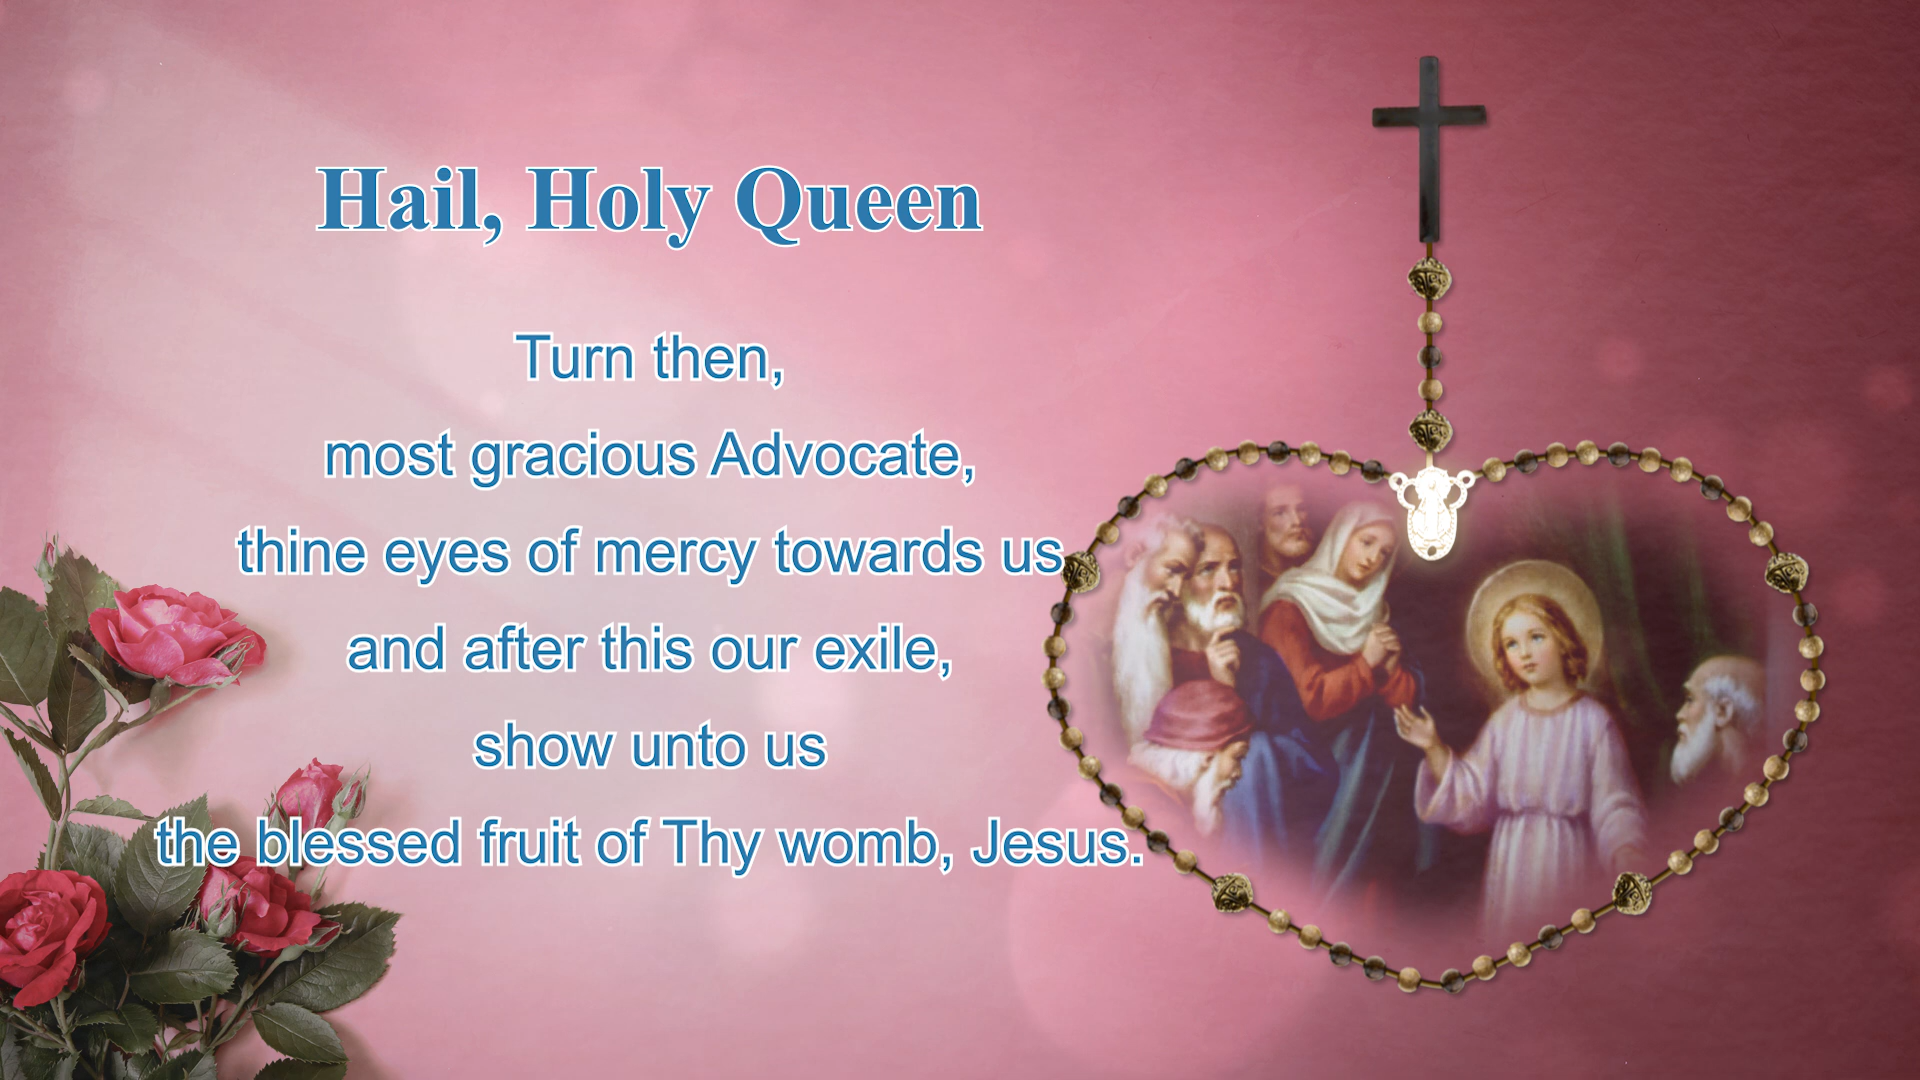 Hail, Holy Queen
Turn then,
most gracious Advocate,
thine eyes of mercy towards us
and after this our exile,
show unto us
the blessed fruit of Thy womb, Jesus.